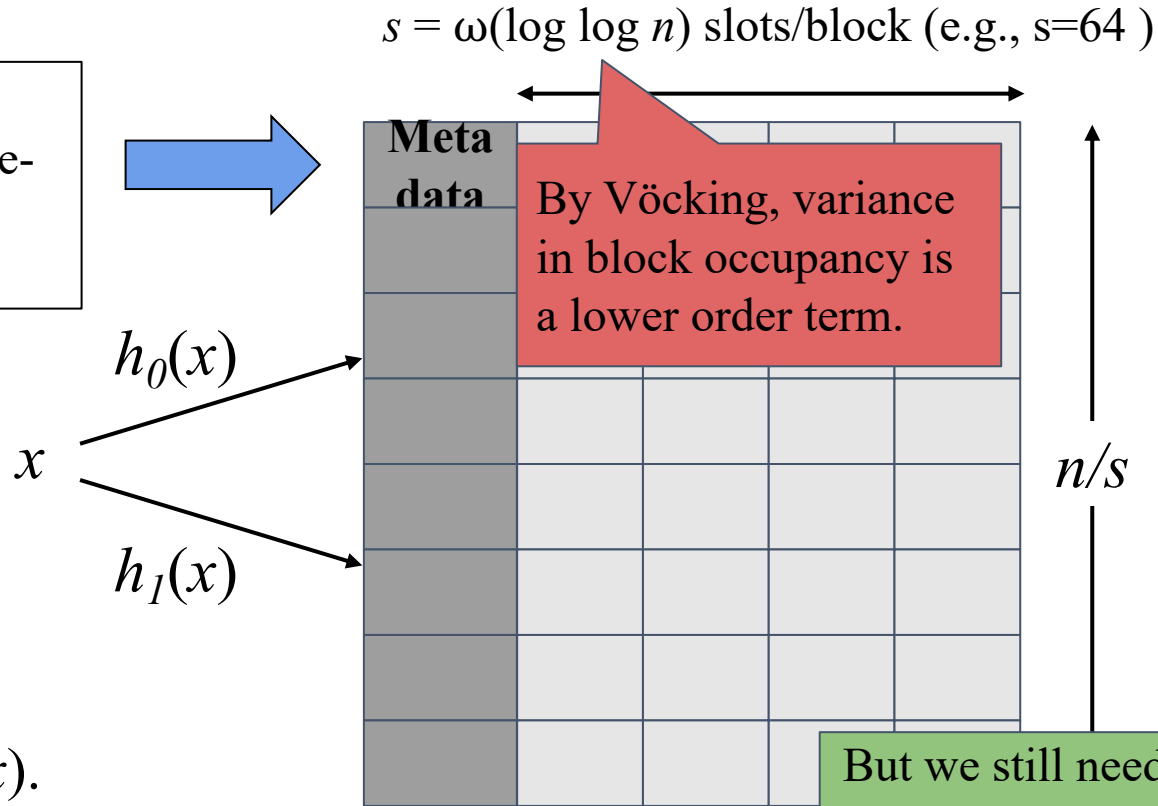 s = ω(log log n) slots/block (e.g., s=64 )
e-
Meta
data
By Vöcking, variance
in block occupancy is
a lower order term.
h₀(x)
x
n/s
h₁(x)
x).
But we still need